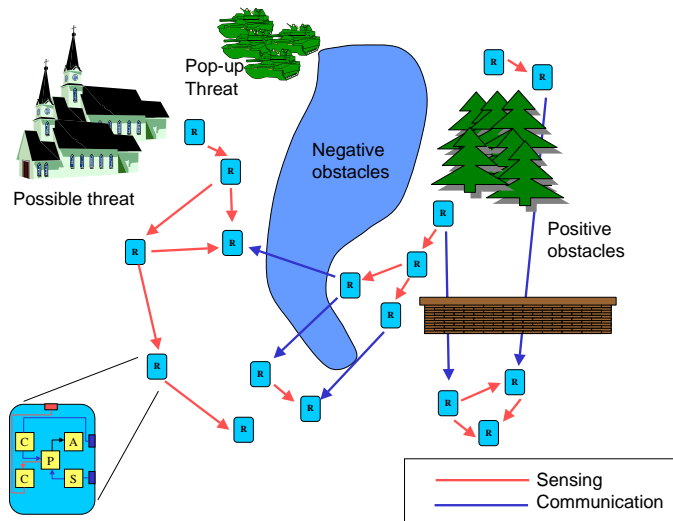 Pop-up
Threat
R
R
R
Negative
obstacles
R
Possible threat
R
Positive
obstacles
R
R
R
R
R
R
R
R
R
R
R
R
C
A
P
C
S
Sensing
Communication